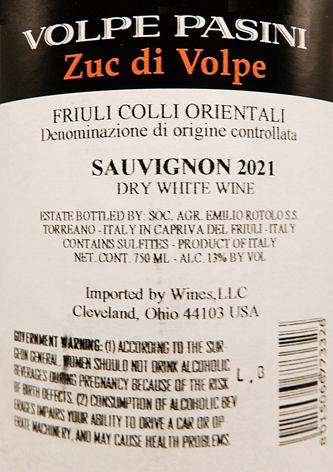 VOLPE PASINI
Zuc di Volpe
FRIULI COLLI ORIENTALI
Denominazione di origine controllata
SAUVIGNON 2021
DRY WHITE WINE
ESTATE BOTTLED BY: SOC. AGR. EMILIO ROTOLO S.S.
TORREANO - ITALY IN CAPRIVA DEL FRIULI - ITALY
CONTAINS SULFITES - PRODUCT OF ITALY
NET. CONT. 750 ML - ALC. 13% BY VOL
Imported by Wines,LLC
Cleveland, Ohio 44103 USA
GOVERNMENT WARNING: (1) ACCORDING TO THE SUR
GEON GENERAL, WOMEN SHOULD NOT DRINK ALCOHOLIC
BEVERAGES DURING PREGNANCY BECAUSE OF THE RISK
OF BIRTH DEFECTS. (2) CONSUMPTION OF ALCOHOLIC BEV
ERAGES IMPAIRS YOUR ABILITY TO DRIVE A CAR OR OP
ERATE MACHINERY, AND MAY CAUSE HEALTH PROBLEMS.